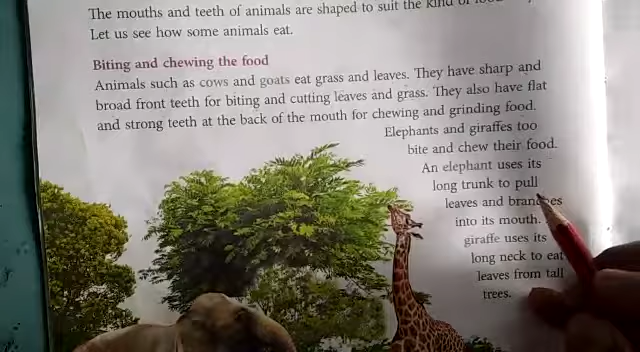 The mouths and teeth of animals are shaped to suit the kind of
Let us see how some animals eat.
Biting and chewing the food
Animals such as cows and goats eat grass and leaves. They have sharp and
broad front teeth for biting and cutting leaves and grass. They also have flat
and strong teeth at the back of the mouth for chewing and grinding food.
Elephants and giraffes too
bite and chew their food.
An elephant uses its
long trunk to pull
leaves and branches
into its mouth.
giraffe uses its
long neck to eat
leaves from tall
trees.